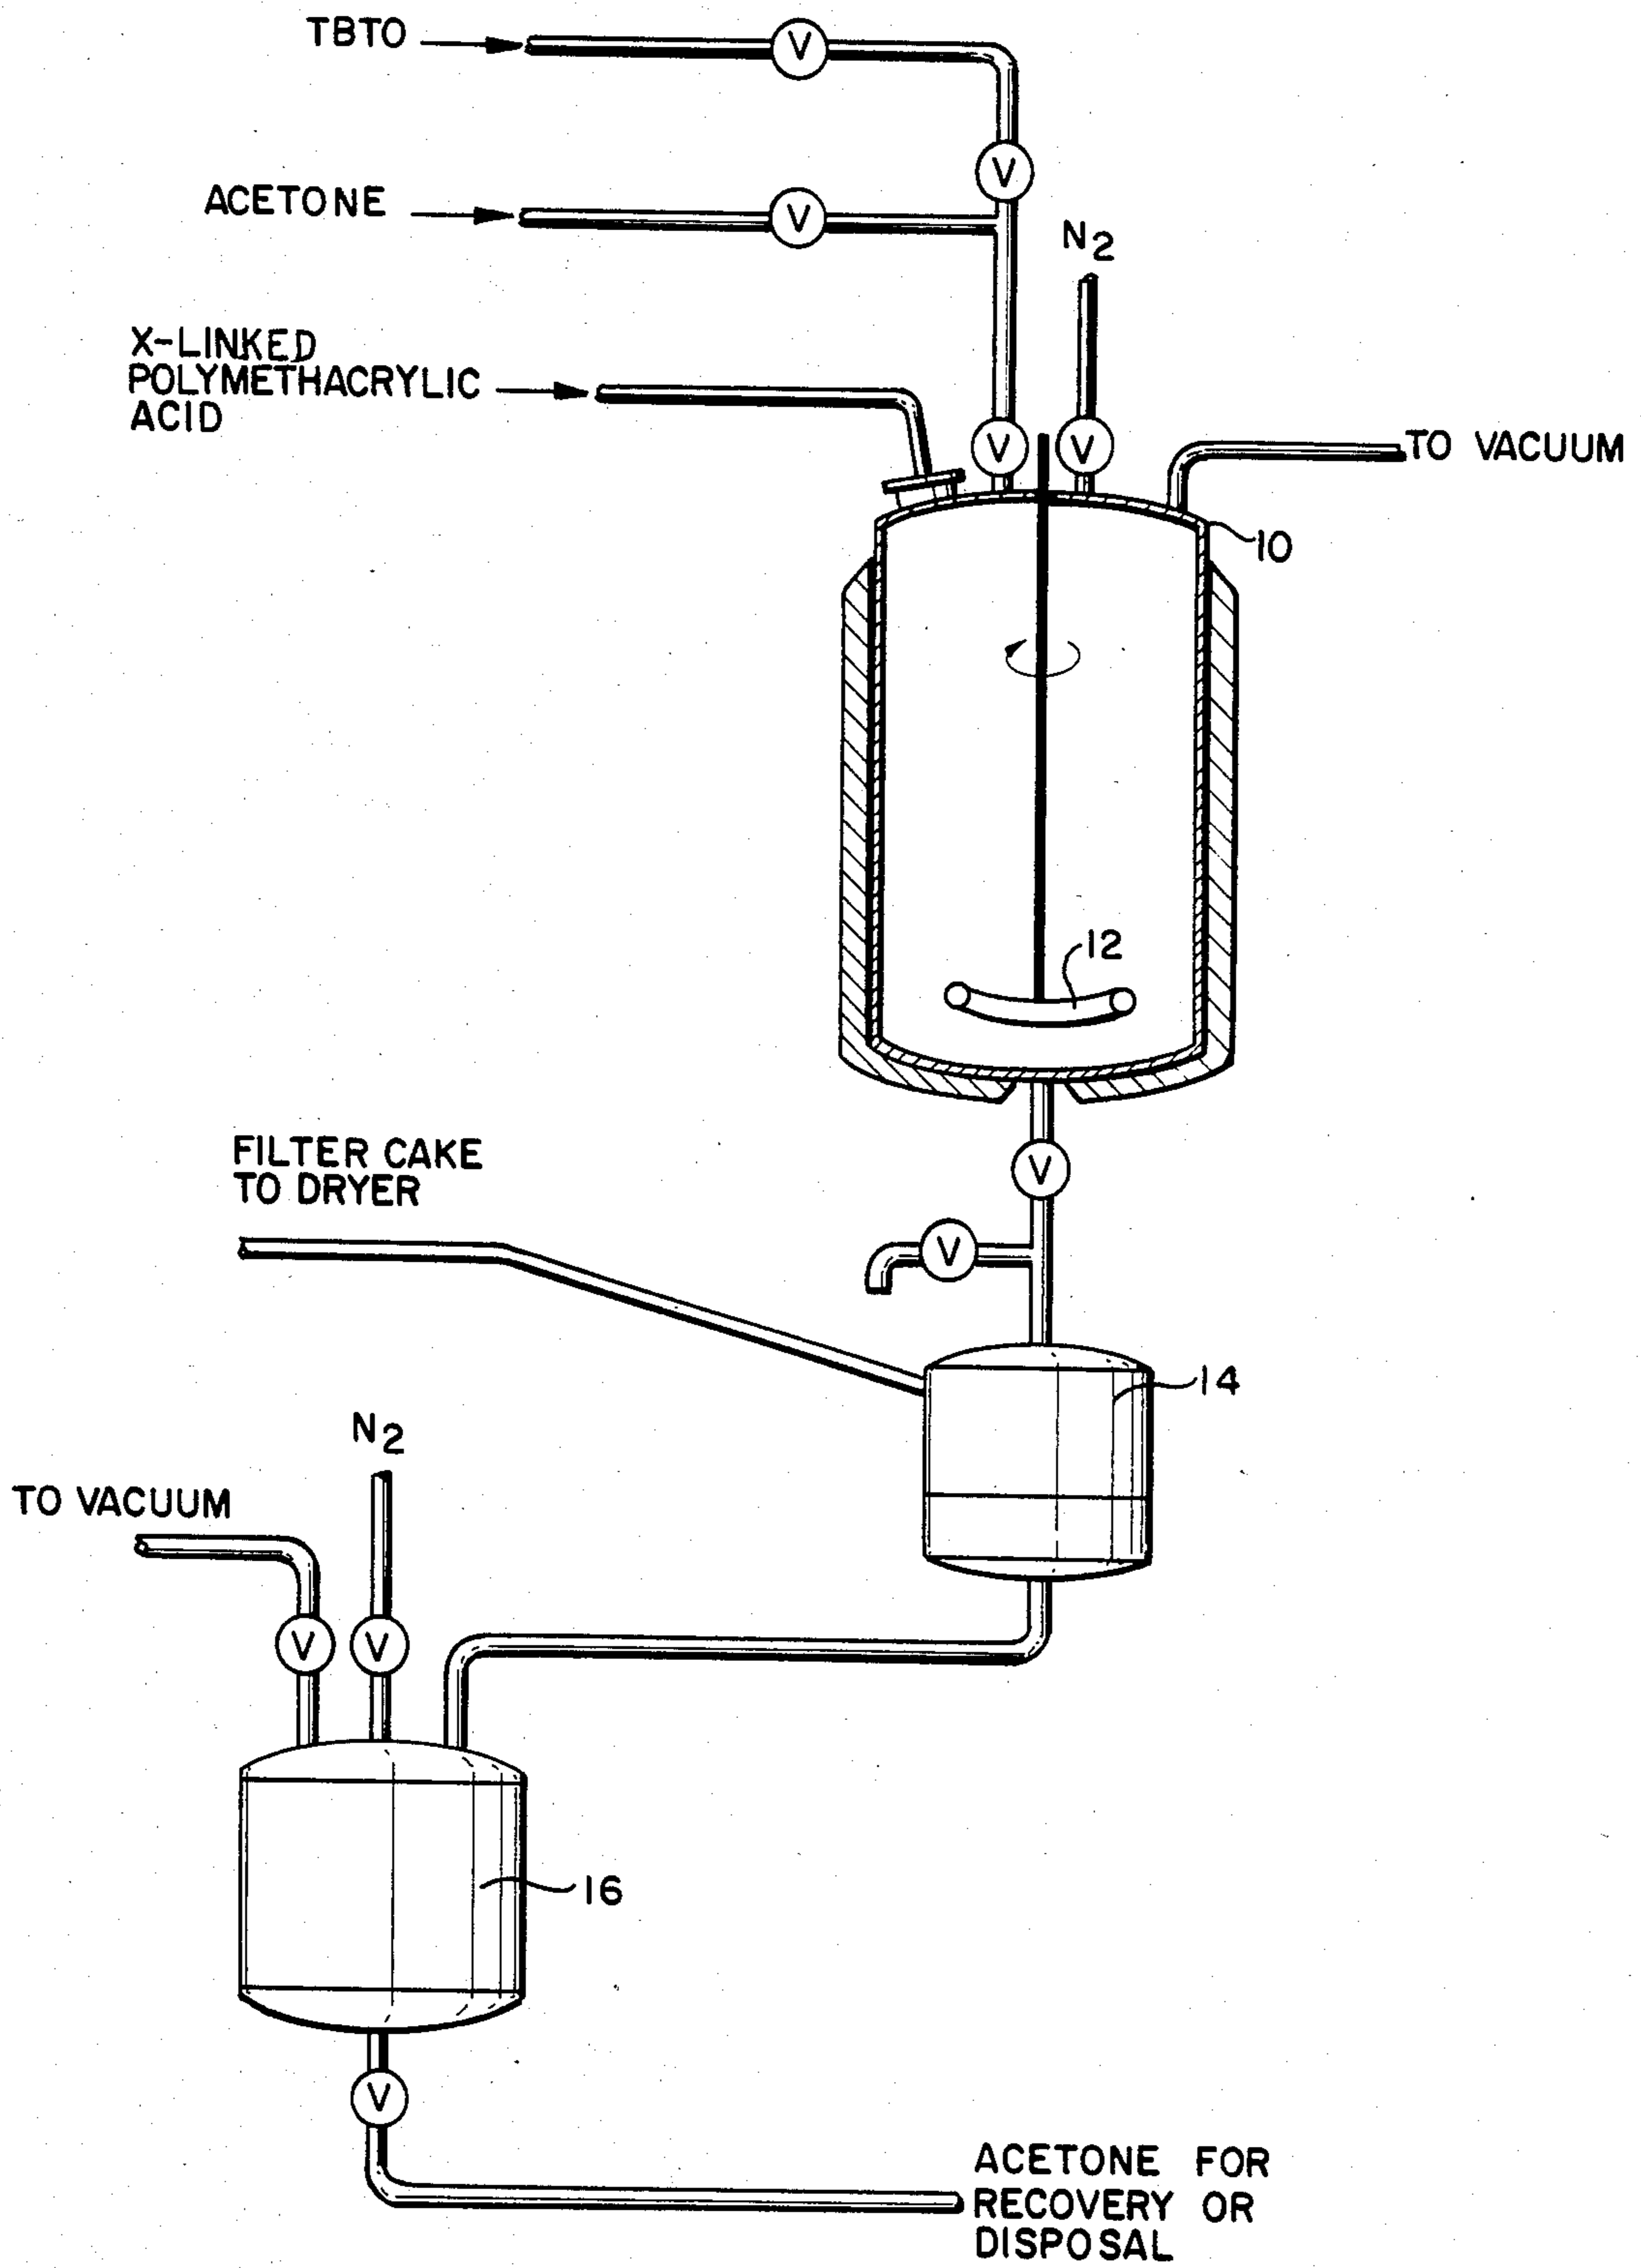 TBTO
V
V
ACETONE
V
N2
X-LINKED
POLYMETHACRYLIC
ACID
V
V
TO VACUUM
10
12
V
FILTER CAKE
TO DRYER
V
14
N2
TO VACUUM
V
V
16
V
ACETONE FOR
RECOVERY OR
DISPOSAL